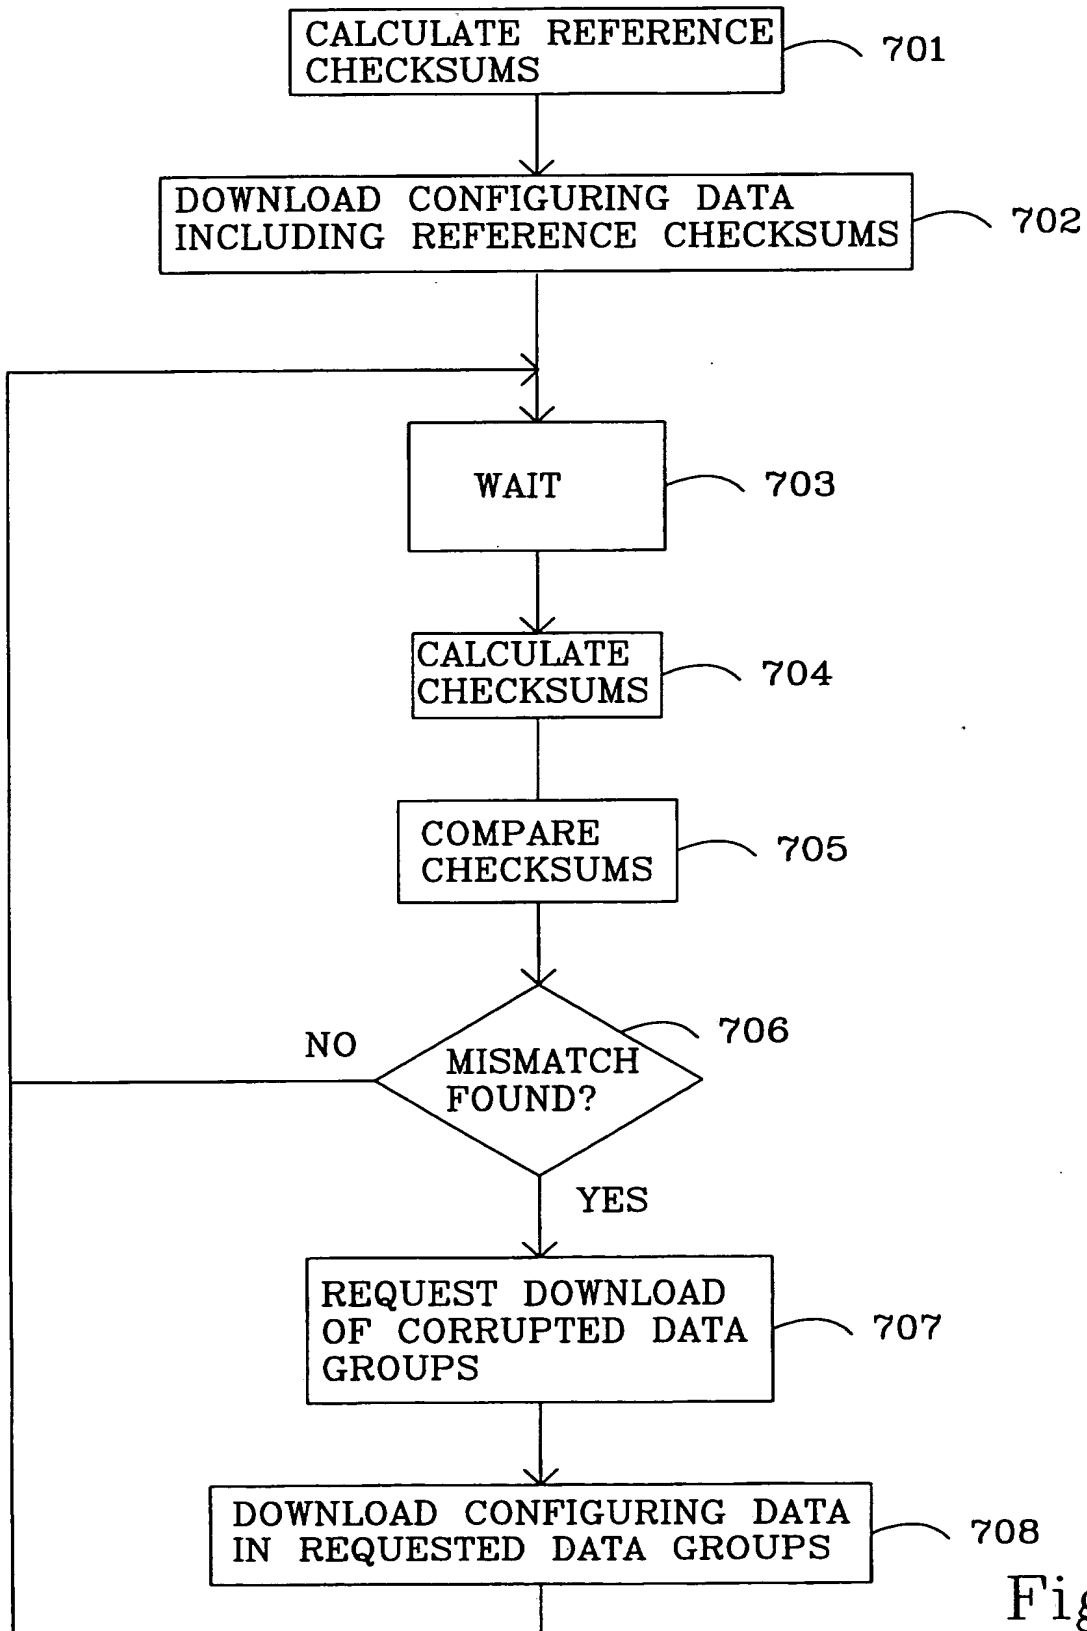 CALCULATE REFERENCE
CHECKSUMS
701
DOWNLOAD CONFIGURING DATA
INCLUDING REFERENCE CHECKSUMS
702
WAIT
703
CALCULATE
CHECKSUMS
704
COMPARE
CHECKSUMS
705
NO
MISMATCH
FOUND?
706
YES
REQUEST DOWNLOAD
OF CORRUPTED DATA
GROUPS
707
DOWNLOAD CONFIGURING DATA
IN REQUESTED DATA GROUPS
708
Fig